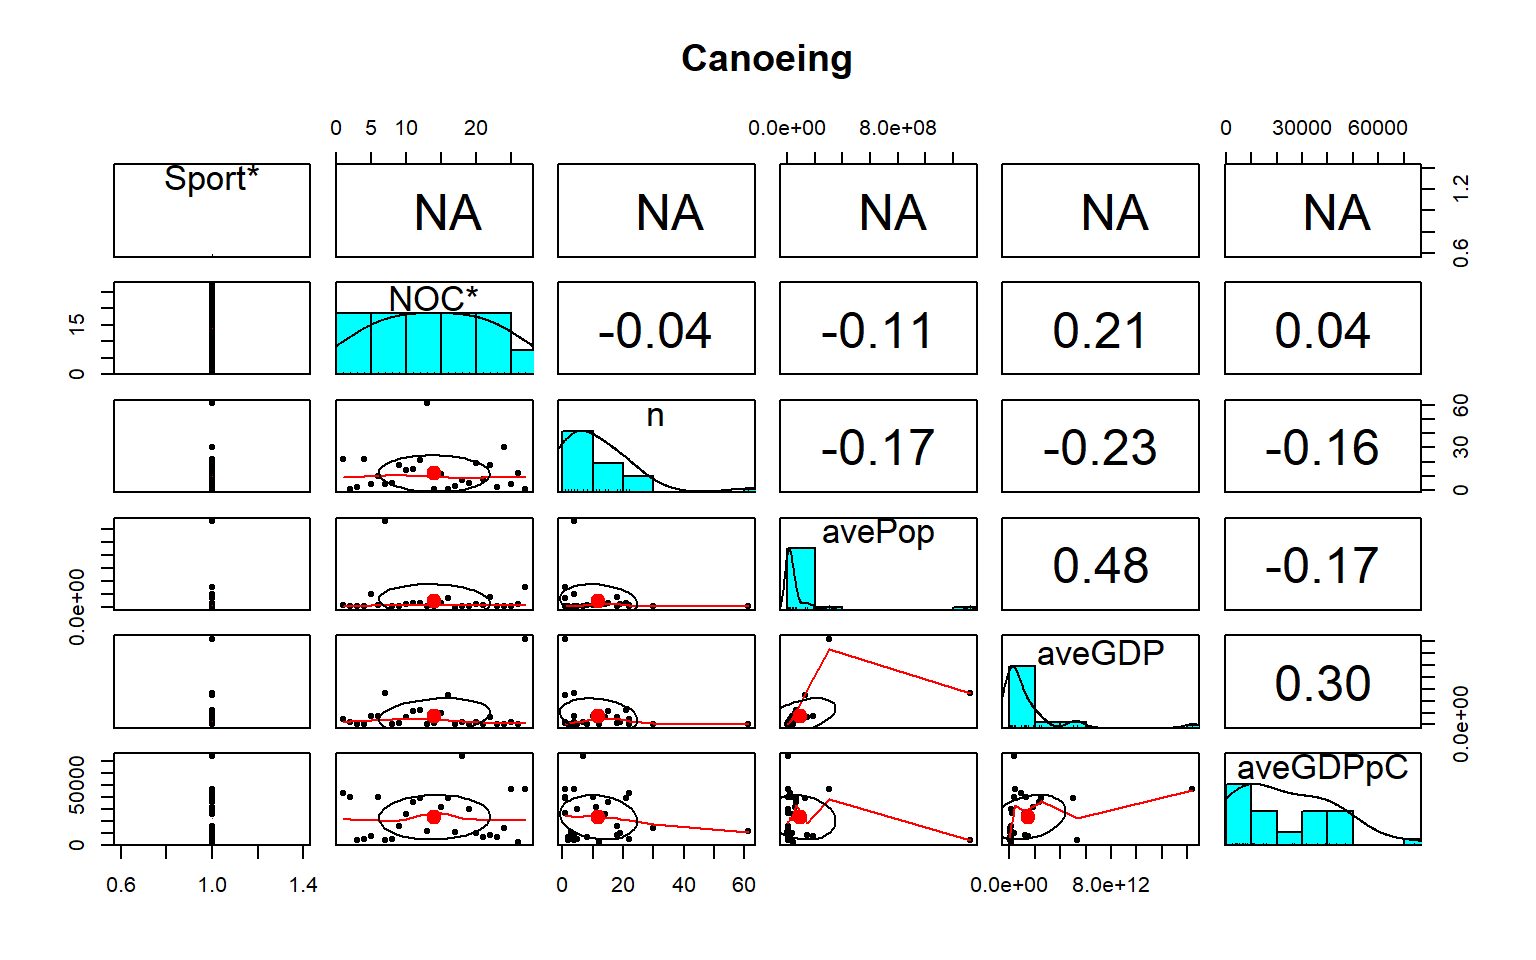 Canoeing
0 5 10 20 0.0e+00 8.0e+08 0 30000 60000
Sport* NA NA NA NA NA 1.2
0.6
15 NOC* -0.04 -0.11 0.21 0.04
0
n -0.17 -0.23 -0.16 60
30
0
avePop 0.48 -0.17
0.0e+00
aveGDP 0.30
0.0e+00
50000 aveGDPpC
0
0.6 1.0 1.4 0 20 40 60 0.0e+00 8.0e+12